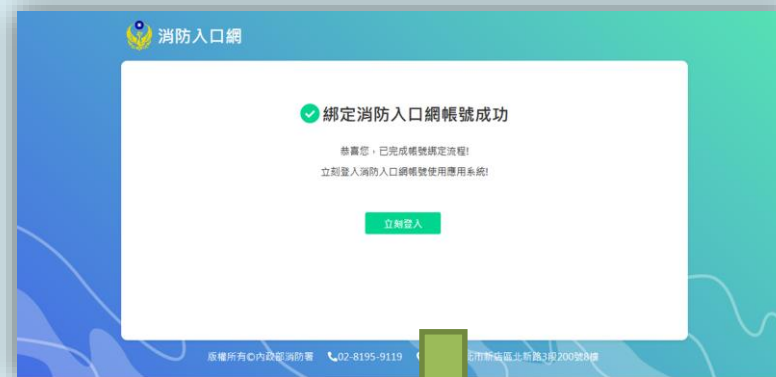 消防入口網
綁定消防入口網帳號成功
恭喜您，已完成帳號綁定流程!
立刻登入消防入口網帳號使用應用系統!
立刻登入
版權所有©內政部消防署 02-8195-9119 北市新店區北新路3段200號8樓